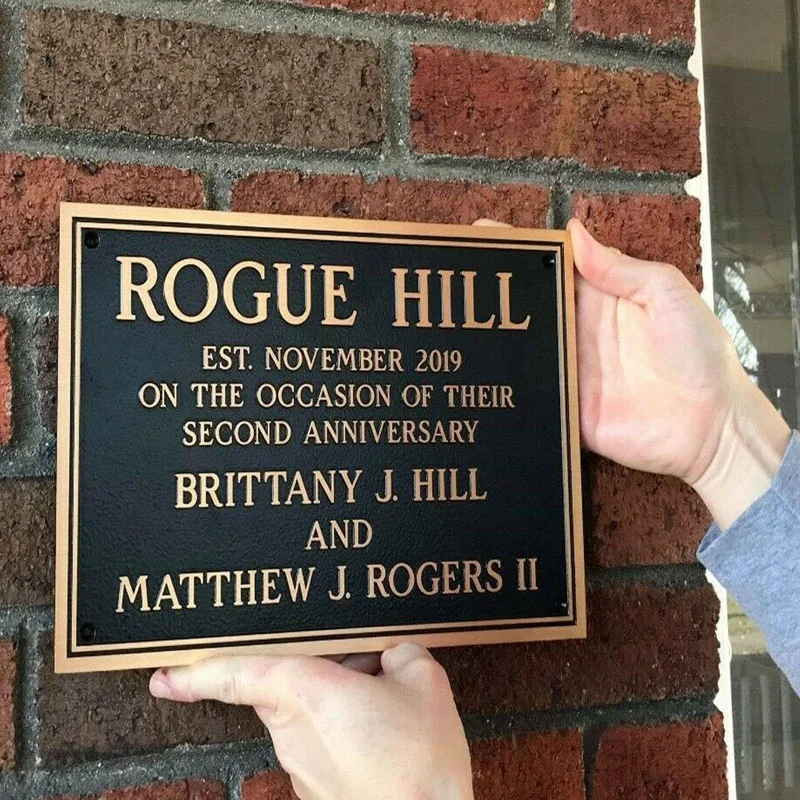 ROGUE HILL
EST. NOVEMBER 2019
ON THE OCCASION OF THEIR
SECOND ANNIVERSARY
BRITTANY J. HILL
AND
MATTHEW J. ROGERS II